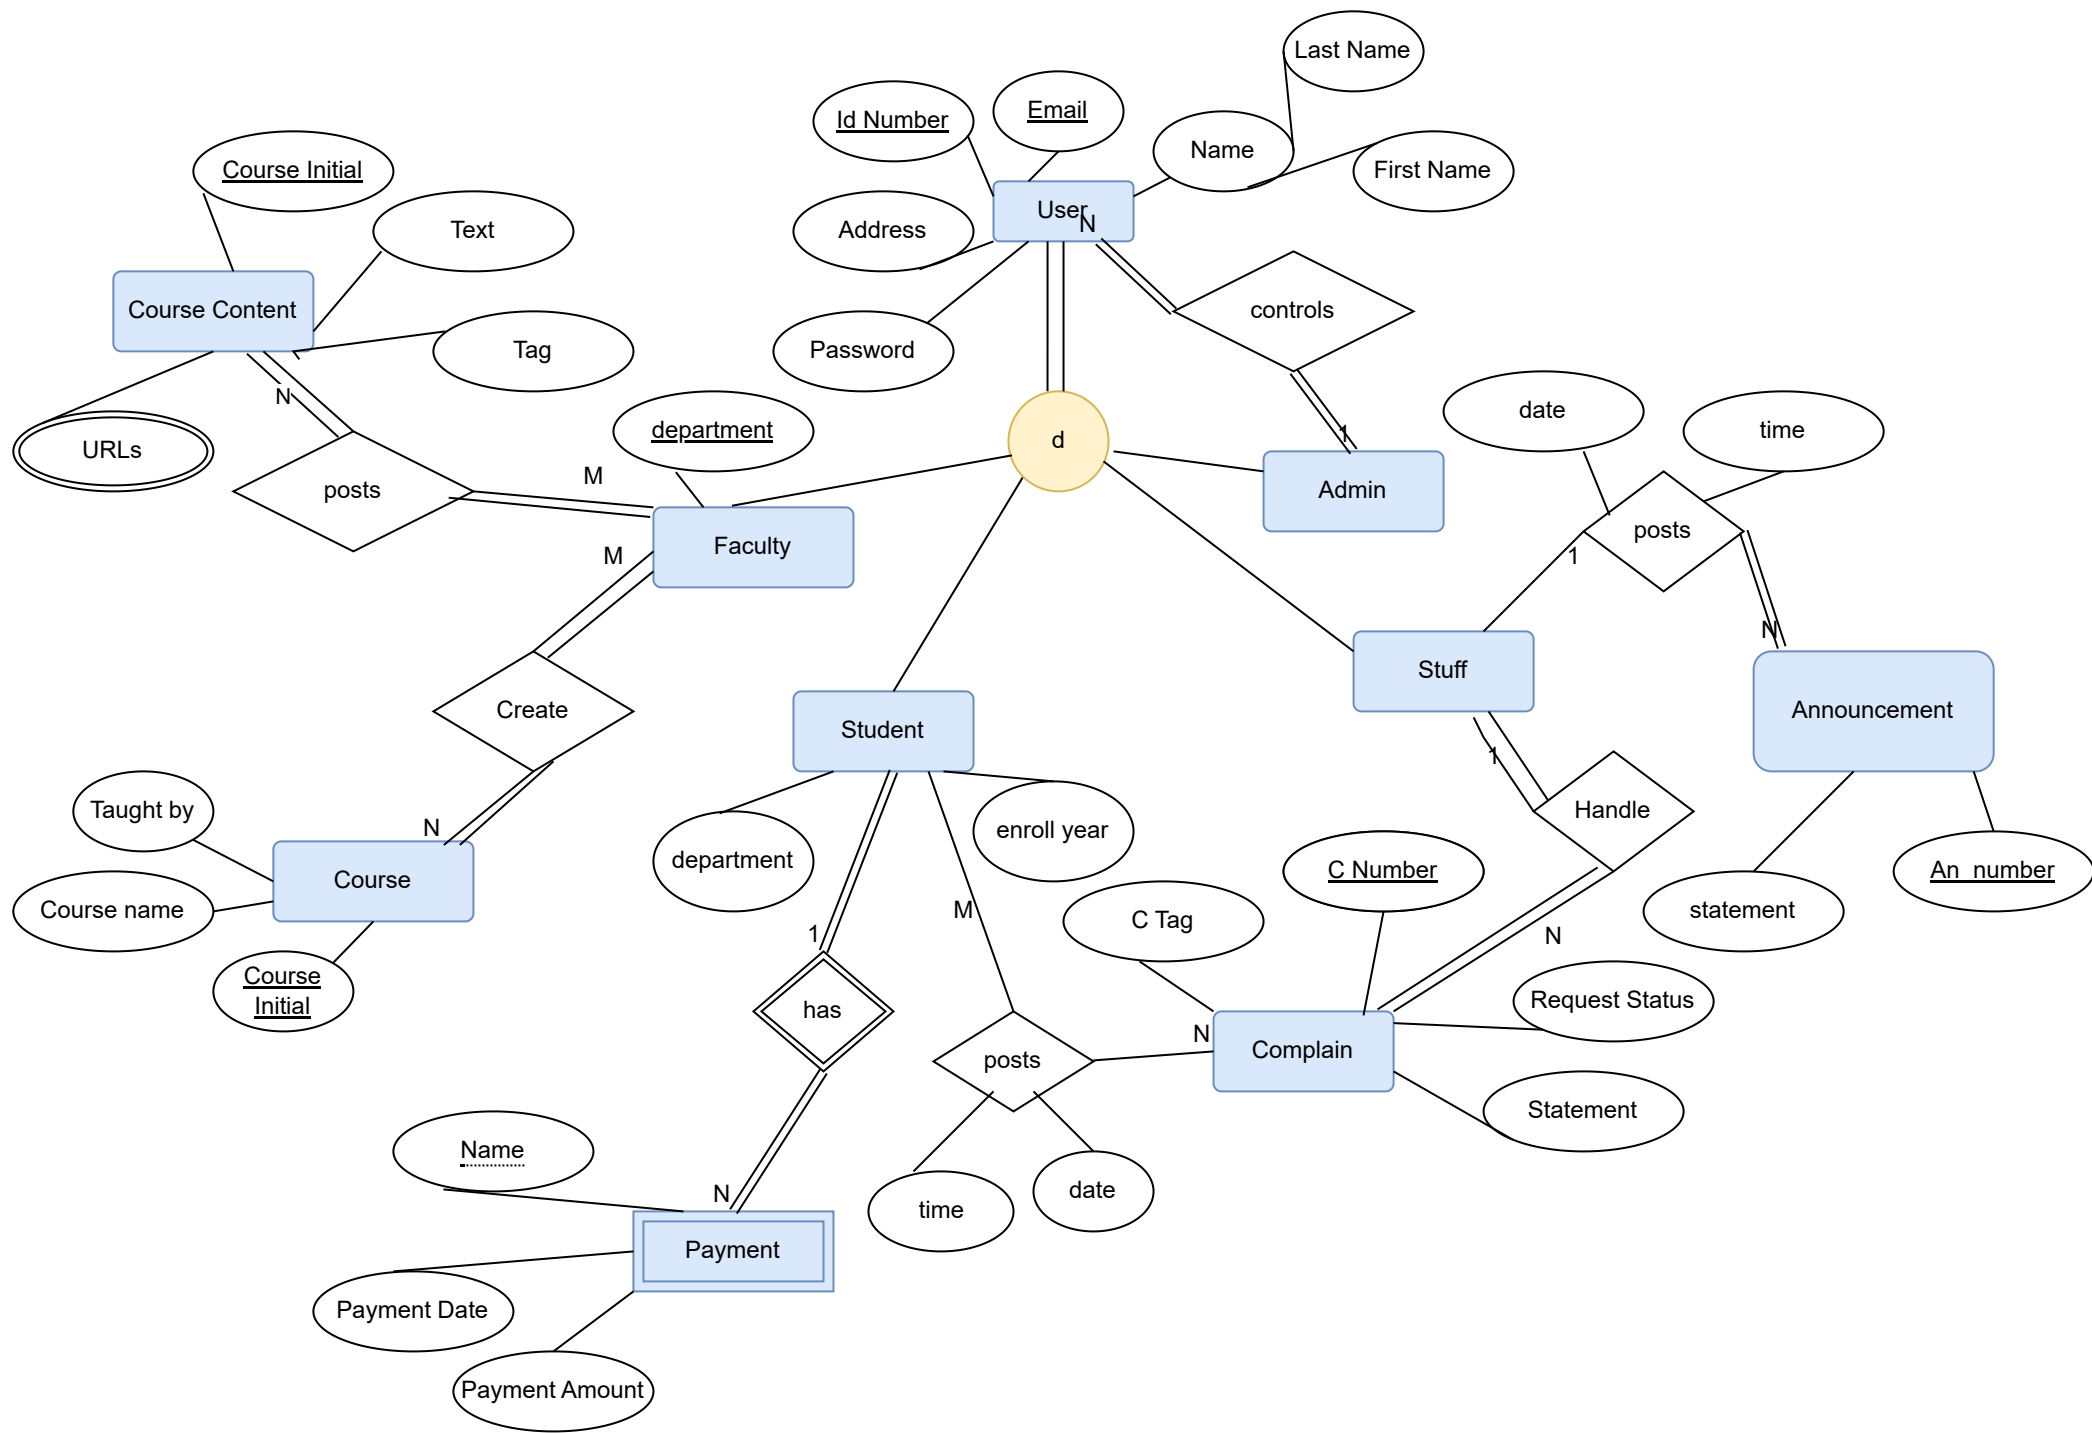 Last Name
Id Number
Email
Name
First Name
Course Initial
Text
Address
User
N
Course Content
controls
Tag
Password
N
URLs
department
d
1
date
time
posts
M
Admin
posts
M
Faculty
1
N
Create
Student
Stuff
Announcement
1
Taught by
N
Course
department
enroll year
Handle
Course name
C Number
statement
An_number
M
C Tag
1
N
Course
Initial
has
Request Status
N
posts
Complain
Name
Statement
N
time
date
Payment
Payment Date
Payment Amount